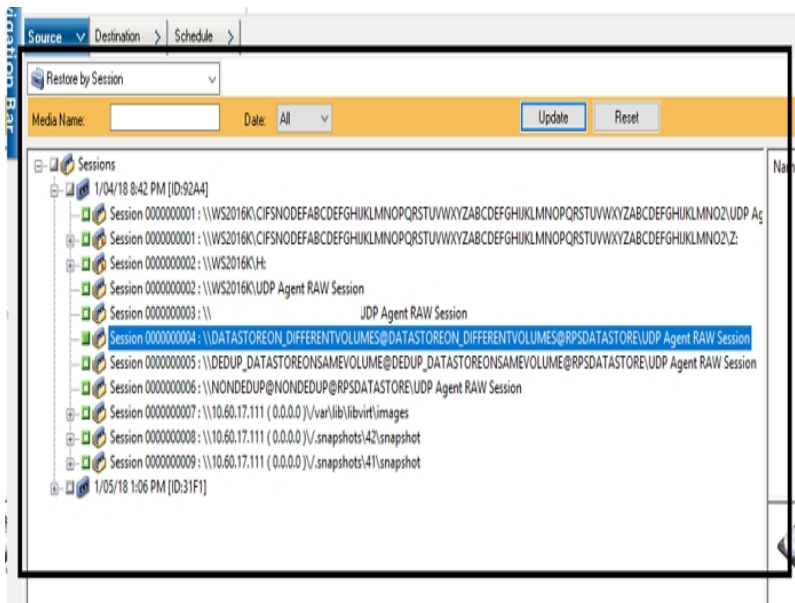 vigation Bar
Source Destination Schedule
Restore by Session
Media Name: Date: All Update Reset
Sessions
1/04/18 8:42 PM [ID:92A4]
Session 0000000001 : \\WS2016K\CIFSNODEFABCDEFGHIJKLMNOPQRSTUVWXYZABCDEFGHIJKLMNOPQRSTUVWXYZABCDEFGHIJKLMNO2\UDP Ag
Session 0000000001 : \\WS2016K\CIFSNODEFABCDEFGHIJKLMNOPQRSTUVWXYZABCDEFGHIJKLMNOPQRSTUVWXYZABCDEFGHIJKLMNO2\Z:
Session 0000000002 : \\WS2016K\H:
Session 0000000002 : \\WS2016K\UDP Agent RAW Session
Session 0000000003 : \\ UDP Agent RAW Session
Session 0000000004 : \\DATASTOREON_DIFFERENTVOLUMES@DATASTOREON_DIFFERENTVOLUMES@RPSDATASTORE\UDP Agent RAW Session
Session 0000000005 : \\DEDUP_DATASTOREONSAMEVOLUME@DEDUP_DATASTOREONSAMEVOLUME@RPSDATASTORE\UDP Agent RAW Session
Session 0000000006 : \\NONDEDUP@NONDEDUP@RPSDATASTORE\UDP Agent RAW Session
Session 0000000007 : \\10.60.17.111 ( 0.0.0.0 )\/var\lib\libvirt\images
Session 0000000008 : \\10.60.17.111 ( 0.0.0.0 )\/.snapshots\42\snapshot
Session 0000000009 : \\10.60.17.111 ( 0.0.0.0 )\/.snapshots\41\snapshot
1/05/18 1:06 PM [ID:31F1]